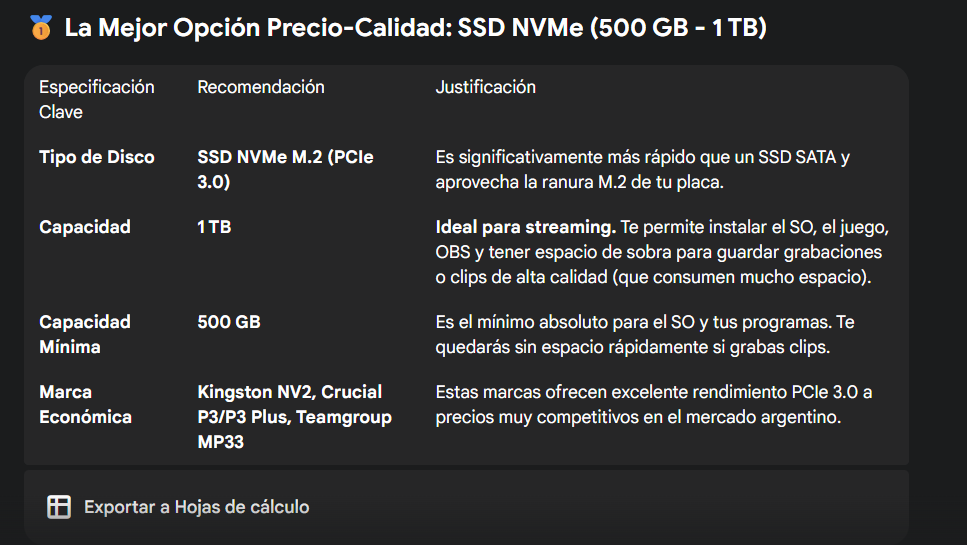 La Mejor Opción Precio-Calidad: SSD NVMe (500 GB - 1 TB)
Especificación Clave
Recomendación
Justificación
Tipo de Disco
SSD NVMe M.2 (PCIe
3.0)
Es significativamente más rápido que un SSD SATA y
aprovecha la ranura M.2 de tu placa.
Capacidad
1 TB
Ideal para streaming. Te permite instalar el SO, el juego,
OBS y tener espacio de sobra para guardar grabaciones
o clips de alta calidad (que consumen mucho espacio).
Capacidad
Mínima
500 GB
Es el mínimo absoluto para el SO y tus programas. Te
quedarás sin espacio rápidamente si grabas clips.
Marca
Económica
Kingston NV2, Crucial
P3/P3 Plus, Teamgroup
MP33
Estas marcas ofrecen excelente rendimiento PCIe 3.0 a
precios muy competitivos en el mercado argentino.
Exportar a Hojas de cálculo